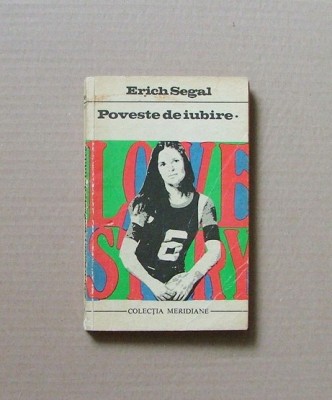 Erich Segal
Poveste de iubire •
LOVE
STORY
6
COLECȚIA MERIDIANE